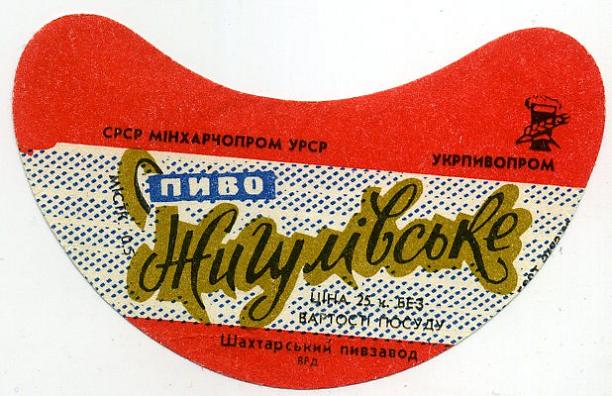 СРСР МІНХАРЧОПРОМ УРСР
УКРПИВОПРОМ
ПИВО
Жигулівське
ЦІНА 25 к. БЕЗ
ВАРТОСТІ ПОСУДУ
Шахтарський пивзавод